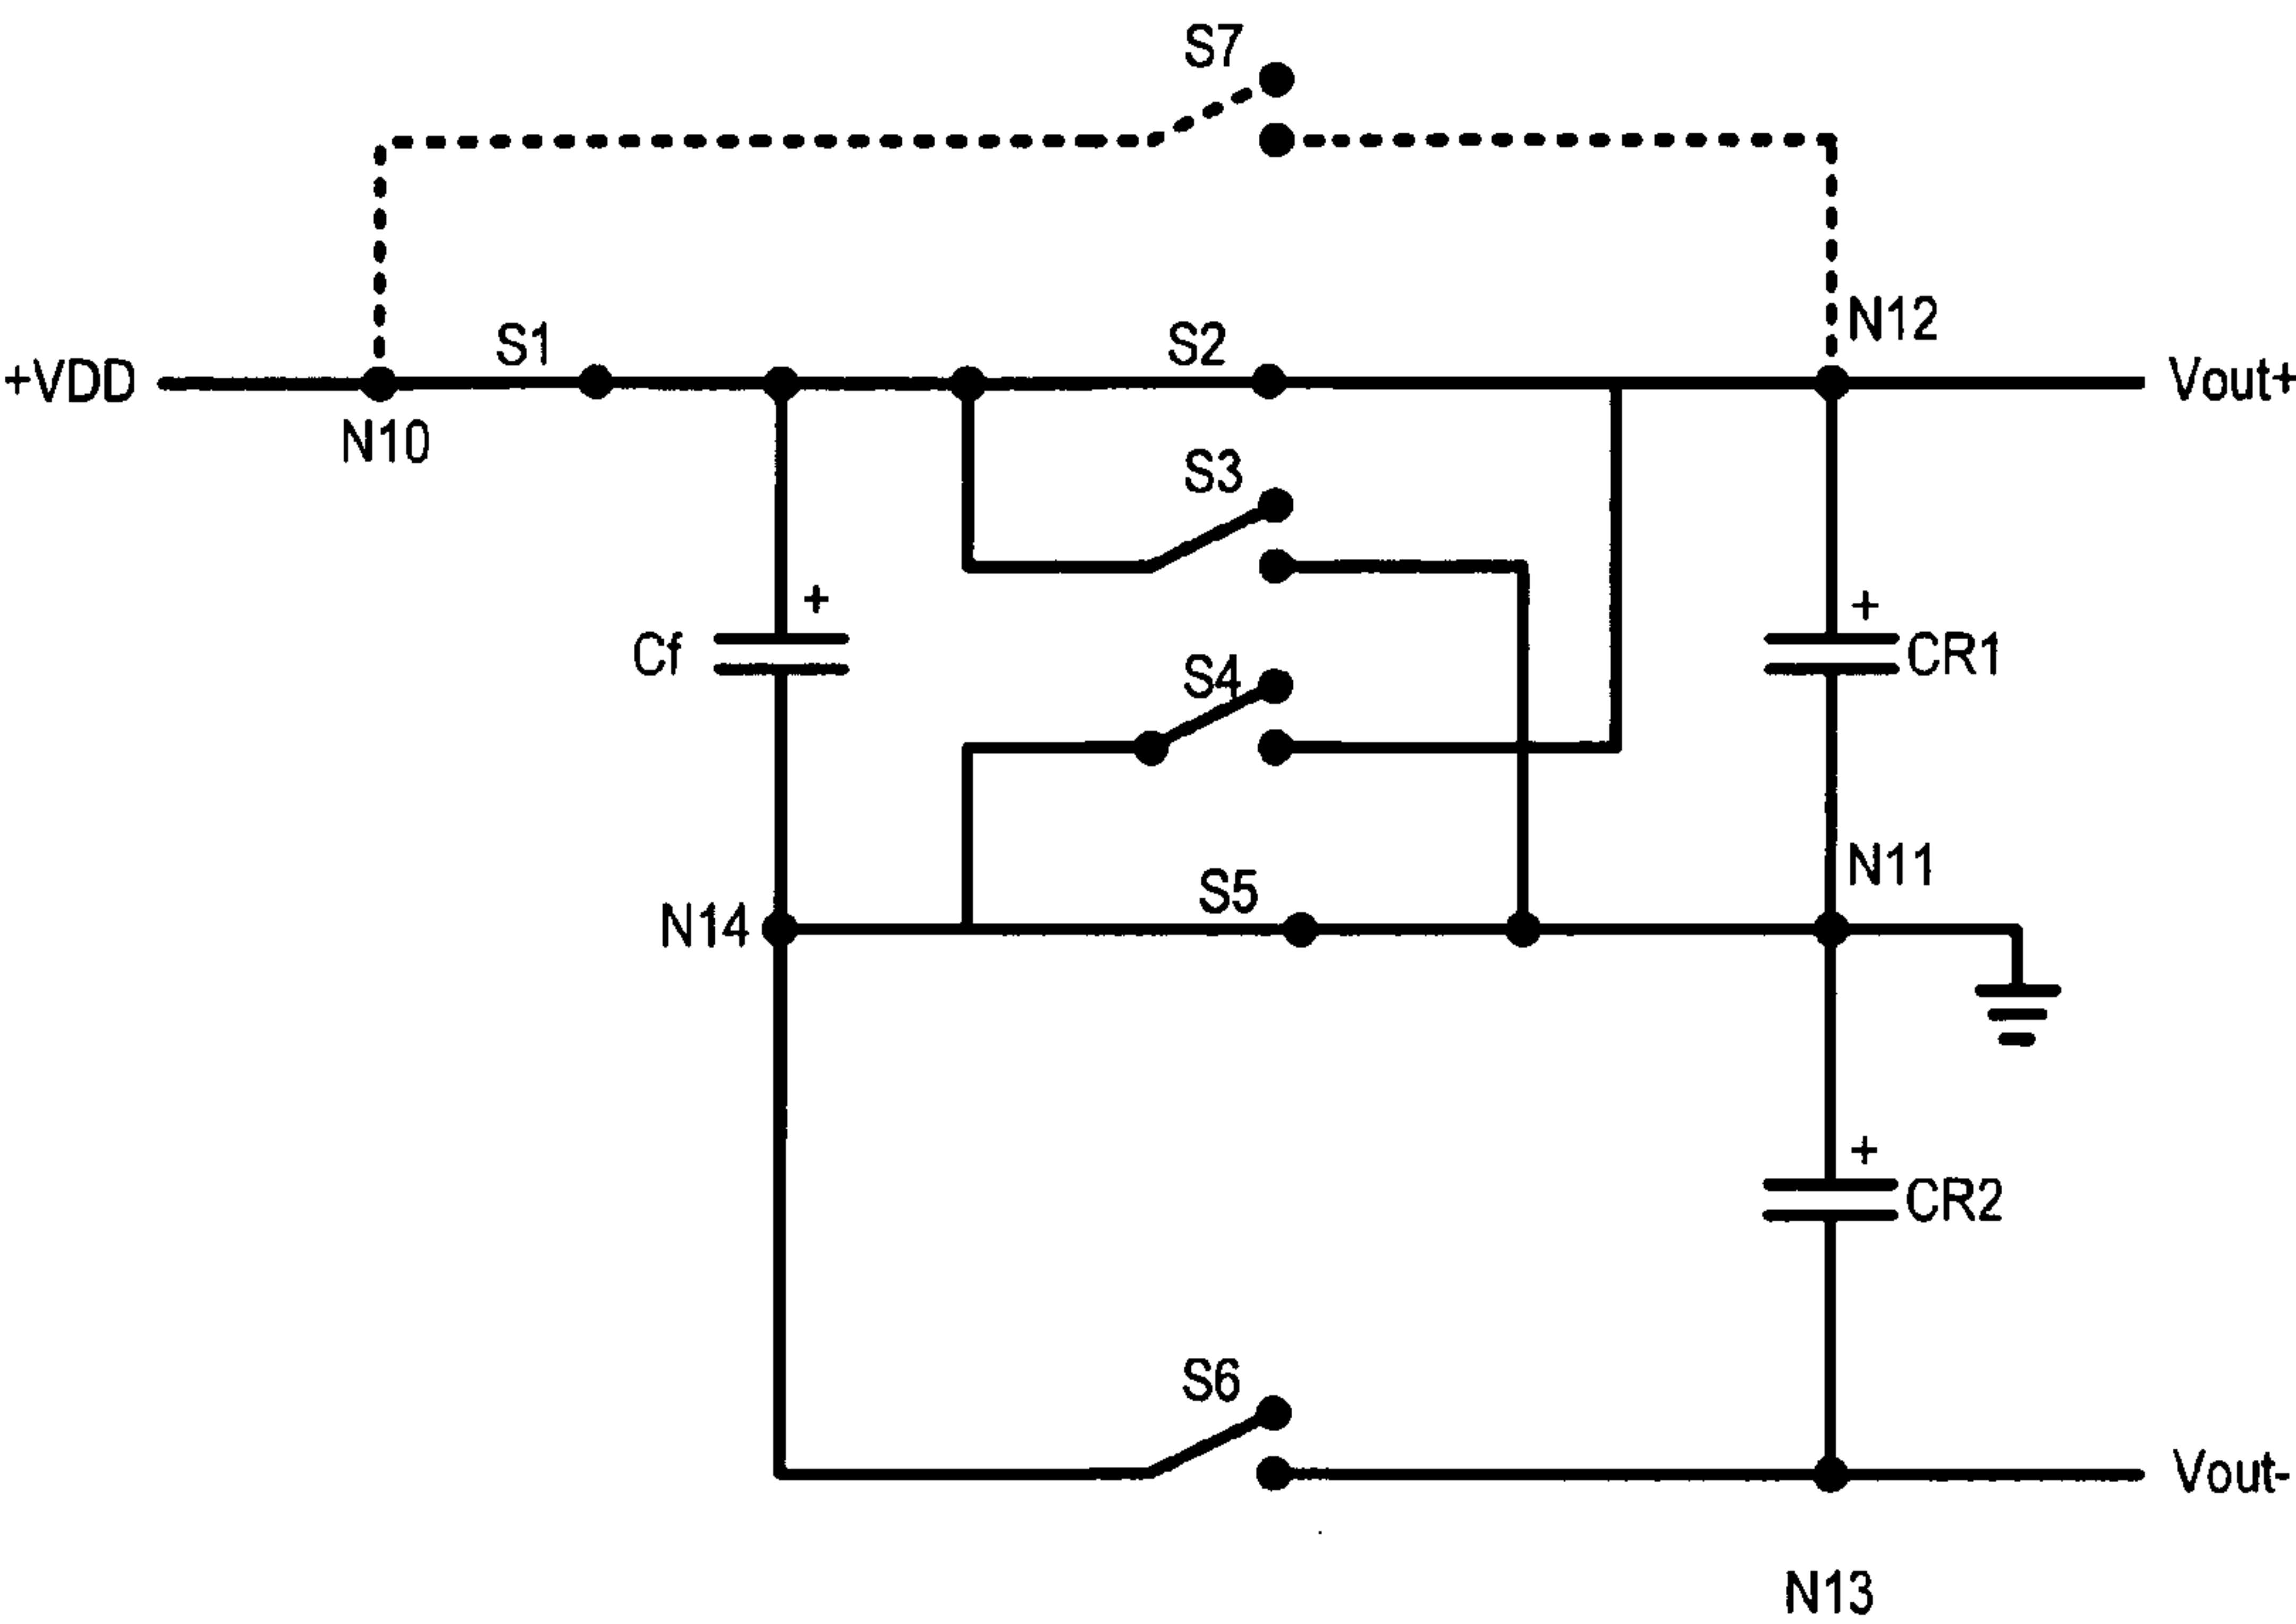 S7
N12
+VDD
S1
S2
Vout+
N10
S3
+
+
Cf
S4
CR1
N11
S5
N14
+
CR2
S6
Vout-
N13